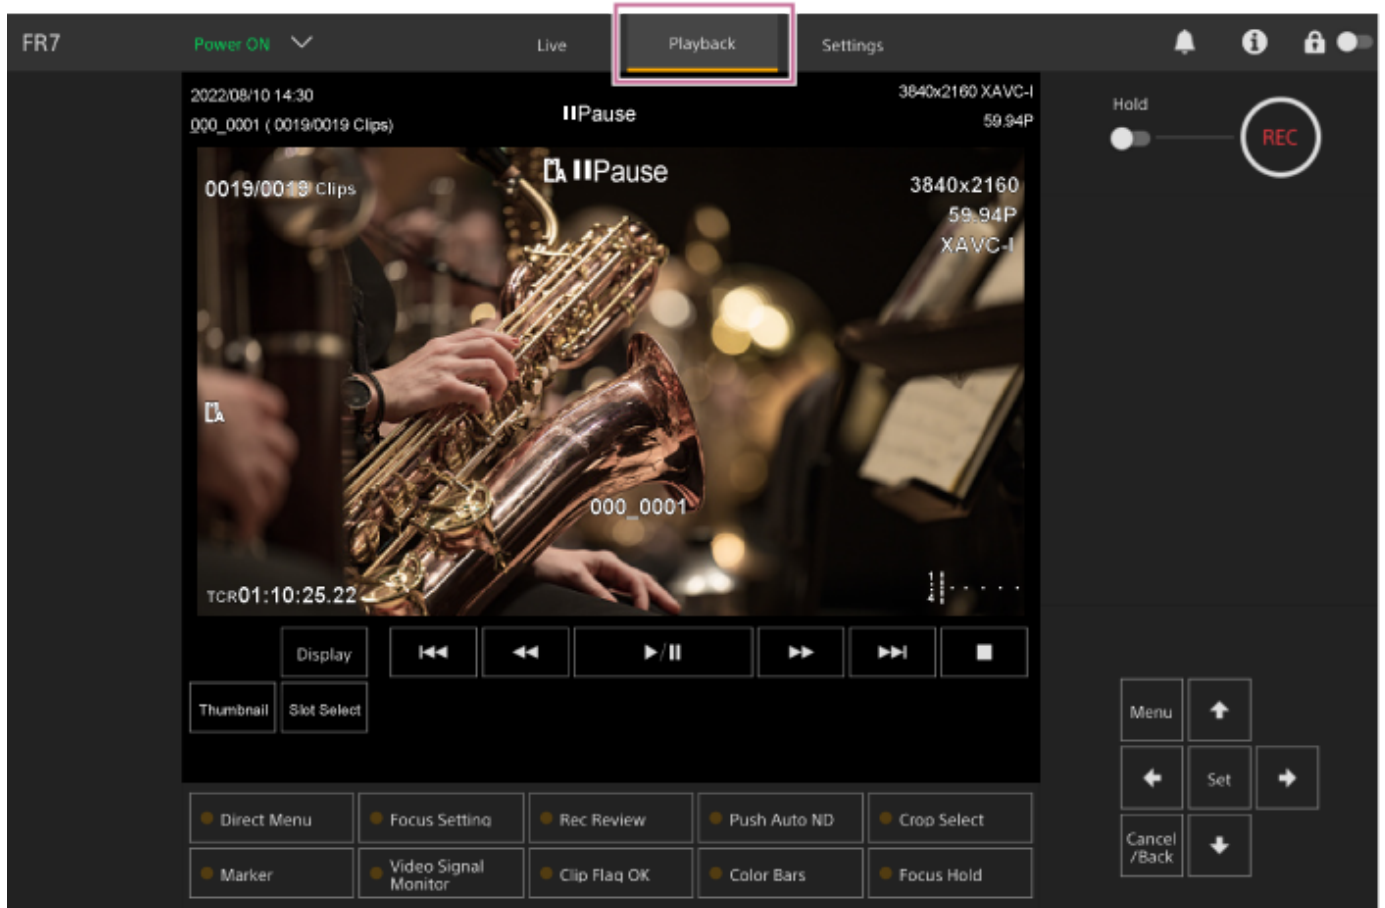 FR7
Power ON
Live
Playback
Settings
2022/08/10 14:30
000_0001 ( 0019/0019 Clips)
Pause
3840x2160 XAVC-I
59.94P
Hold
REC
0019/0019 Clips
Pause
3840x2160
59.94P
XAVC-I
000_0001
TCR01:10:25.22
Display
Thumbnail
Slot Select
Menu
Set
Cancel
/Back
Direct Menu
Focus Setting
Rec Review
Push Auto ND
Crop Select
Marker
Video Signal
Monitor
Clip Flag OK
Color Bars
Focus Hold